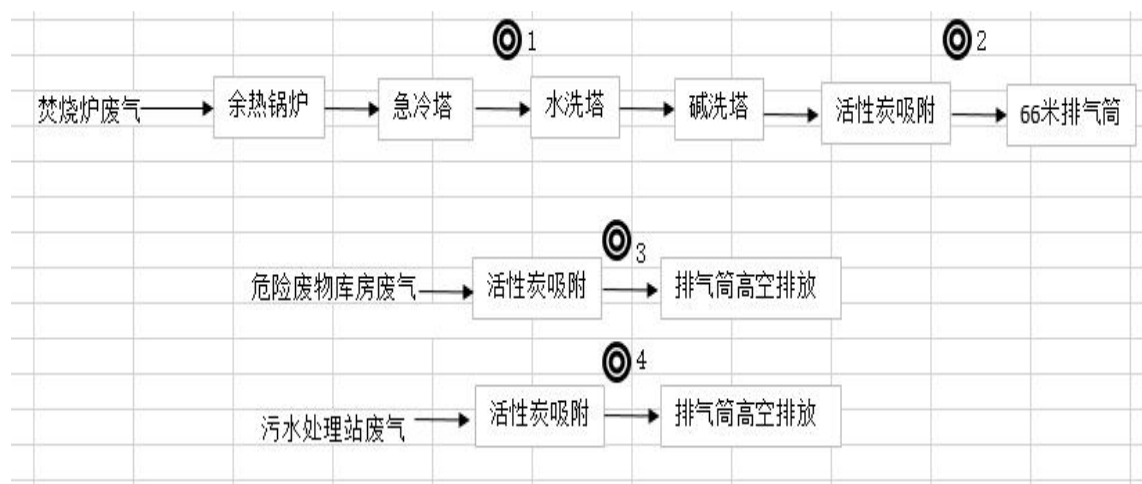 ◎1
◎2
焚烧炉废气
余热锅炉
急冷塔
水洗塔
碱洗塔
活性炭吸附
66米排气筒
◎3
危险废物库房废气
活性炭吸附
排气筒高空排放
◎4
污水处理站废气
活性炭吸附
排气筒高空排放